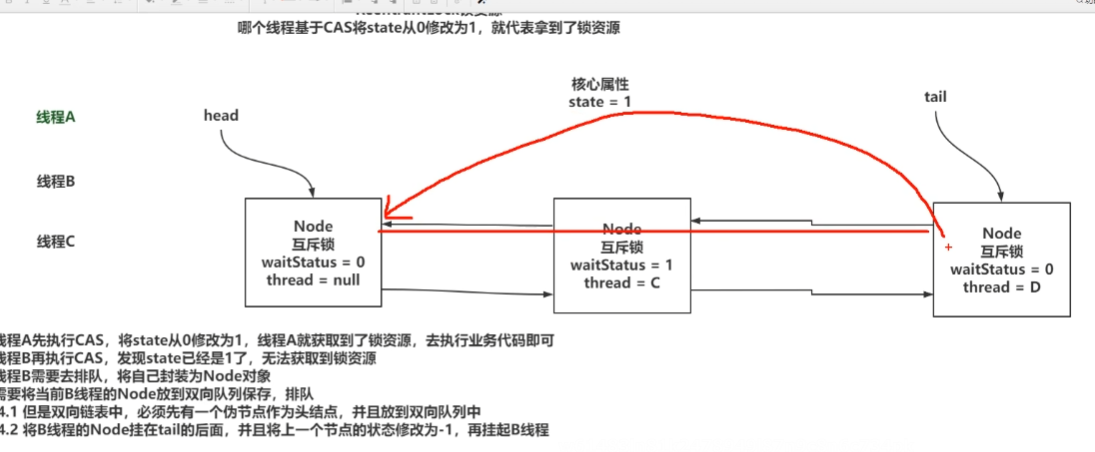 哪个线程基于CAS将state从0修改为1，就代表拿到了锁资源
核心属性
state = 1
tail
线程A
head
线程B
线程C
Node
互斥锁
waitStatus = 0
thread = null
Node
互斥锁
waitStatus = 1
thread = C
Node
互斥锁
waitStatus = 0
thread = D
线程A先执行CAS，将state从0修改为1，线程A就获取到了锁资源，去执行业务代码即可
线程B再执行CAS，发现state已经是1了，无法获取到锁资源
线程B需要去排队，将自己封装为Node对象
需要将当前B线程的Node放到双向队列保存，排队
4.1 但是双向链表中，必须先有一个伪节点作为头结点，并且放到双向队列中
4.2 将B线程的Node挂在tail的后面，并且将上一个节点的状态修改为-1，再挂起B线程